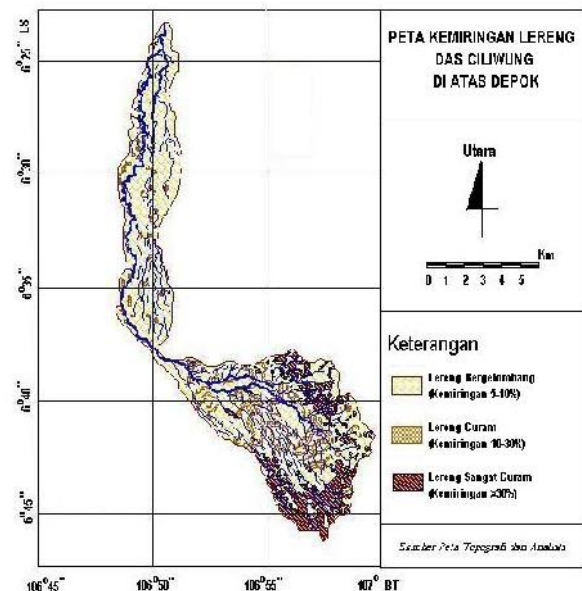 PETA KEMIRINGAN LERENG
DAS CILIWUNG
DI ATAS DEPOK
Utara
Km
0 1 2 3 4 5
Keterangan
Lereng Bergelombang
(Kemiringan 5-10%)
Lereng Curam
(Kemiringan 10-30%)
Lereng Sangat Curam
(Kemiringan >30%)
Sumber Peta Topografi dan Analisis
LS
6°25"
6°30"
6°35"
6°40"
6°45"
106°45"
106°50"
106°55"
107°
BT